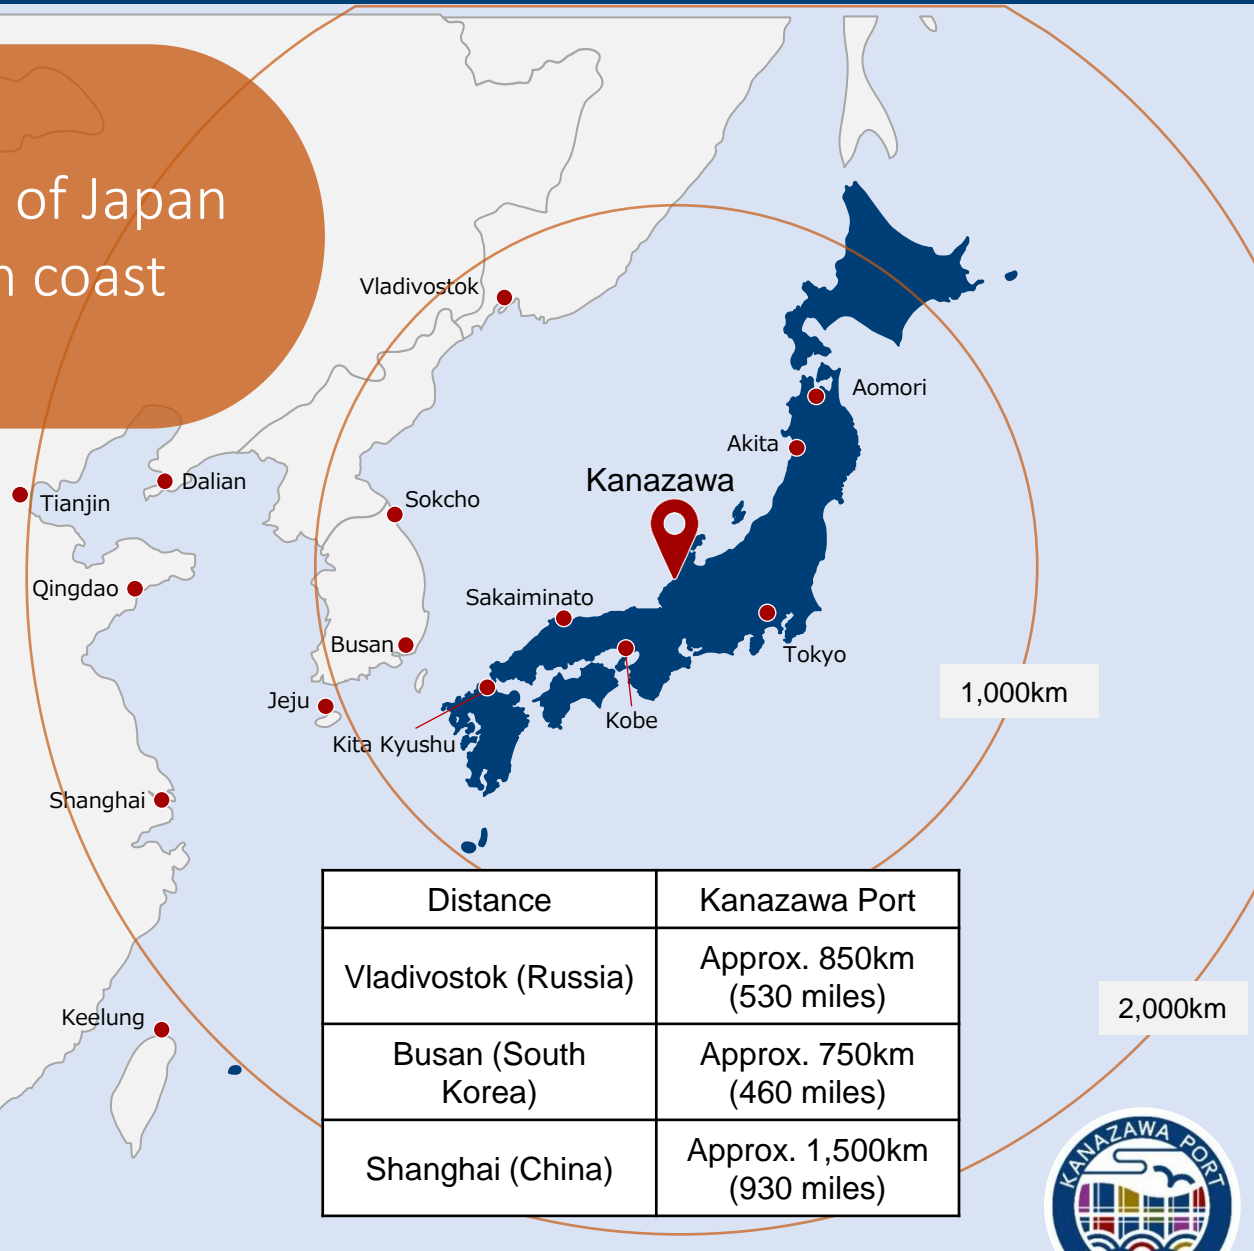 of Japan
coast
Vladivostok
Aomori
Akita
Kanazawa
Dalian
Tianjin
Sokcho
Qingdao
Sakaiminato
Busan
Tokyo
1,000km
Jeju
Kobe
Kita Kyushu
Shanghai
Distance Kanazawa Port
Vladivostok (Russia) Approx. 850km
(530 miles)
Busan (South
Korea) Approx. 750km
(460 miles)
Shanghai (China) Approx. 1,500km
(930 miles)
2,000km
Keelung
KANAZAWA PORT